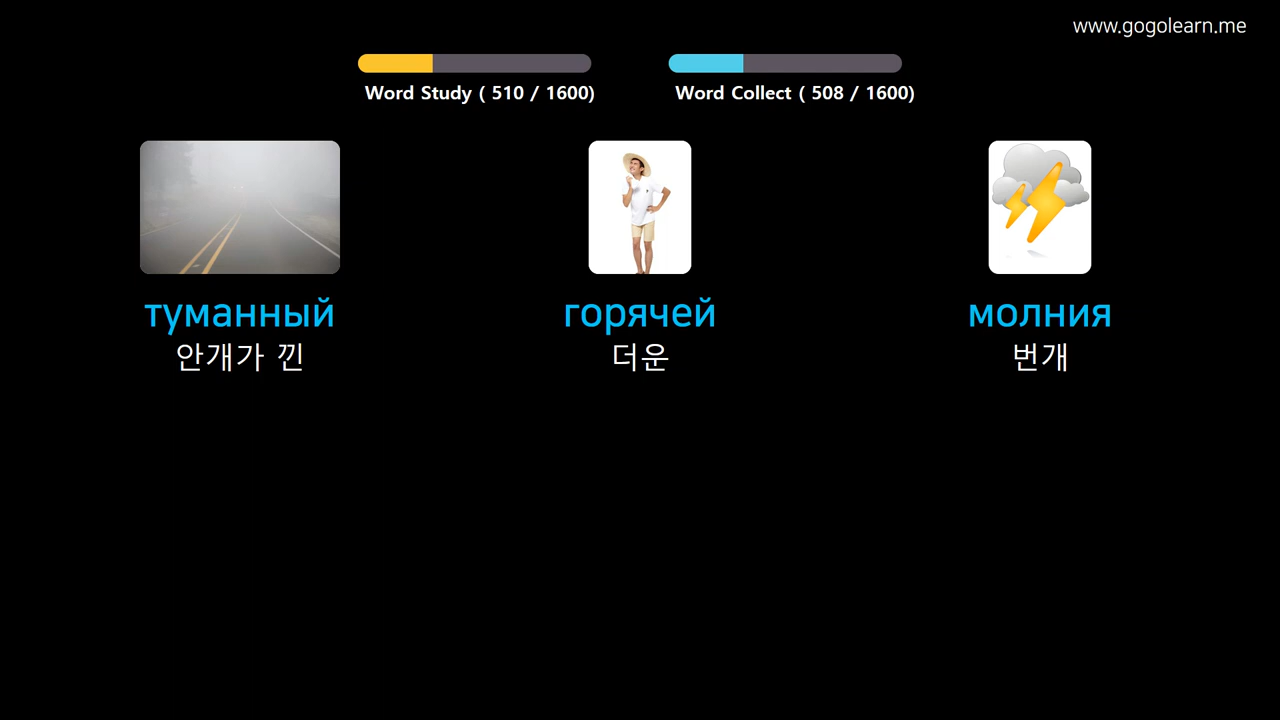 www.gogolearn.me
Word Study ( 510 / 1600)
Word Collect ( 508 / 1600)
туманный
안개가 낀
горячей
더운
молния
번개